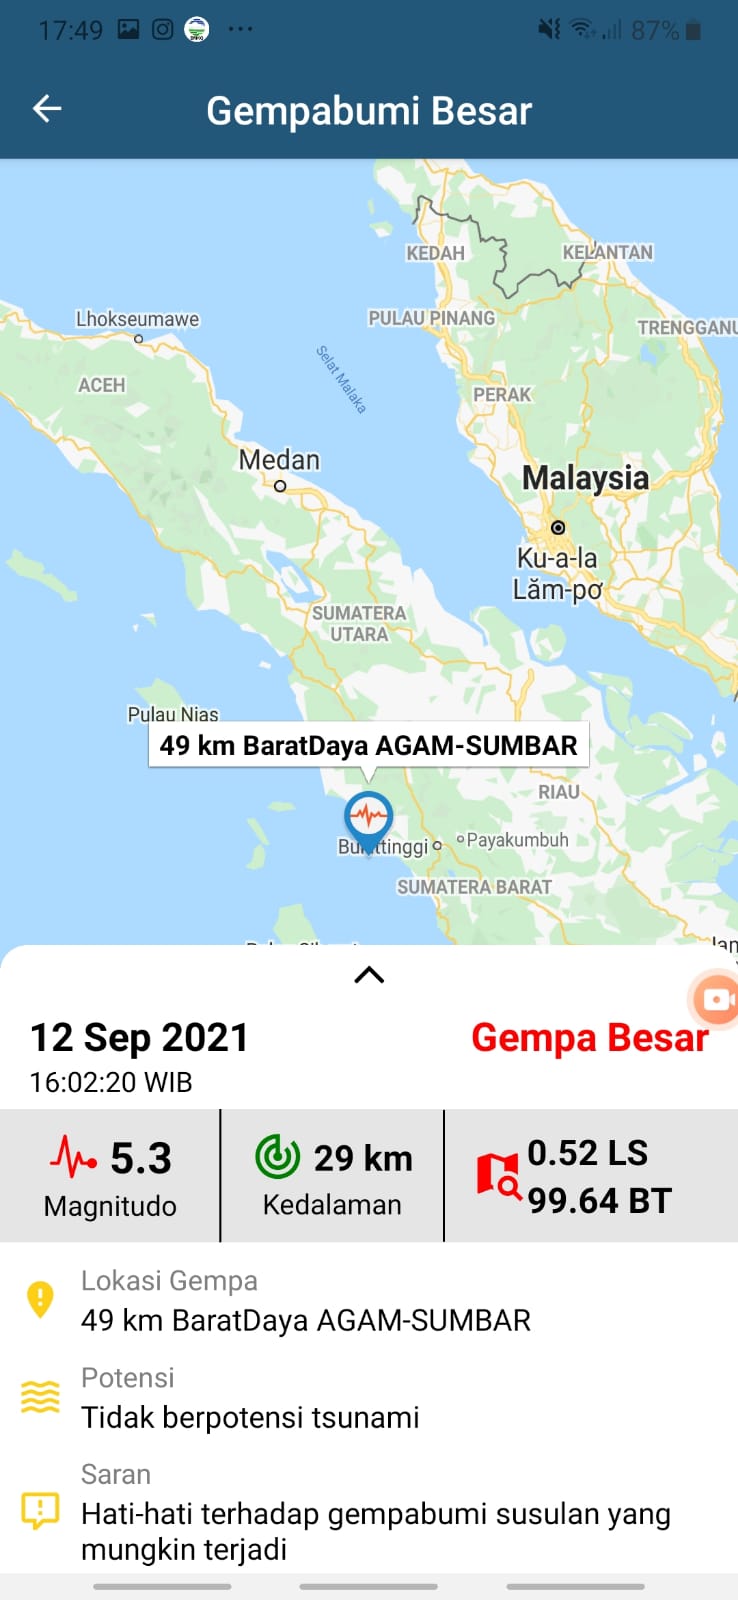 17:49
87%
Gempabumi Besar
KEDAH
KELANTAN
Lhokseumawe
PULAU PINANG
TRENGGANU
Selat Malaka
ACEH
PERAK
Medan
Malaysia
Ku-a-la
Lăm-pơ
SUMATERA
UTARA
Pulau Nias
49 km BaratDaya AGAM-SUMBAR
RIAU
Payakumbuh
SUMATERA BARAT
12 Sep 2021
Gempa Besar
16:02:20 WIB
5.3
Magnitudo
29 km
Kedalaman
0.52 LS
99.64 BT
Lokasi Gempa
49 km BaratDaya AGAM-SUMBAR
Potensi
Tidak berpotensi tsunami
Saran
Hati-hati terhadap gempabumi susulan yang
mungkin terjadi